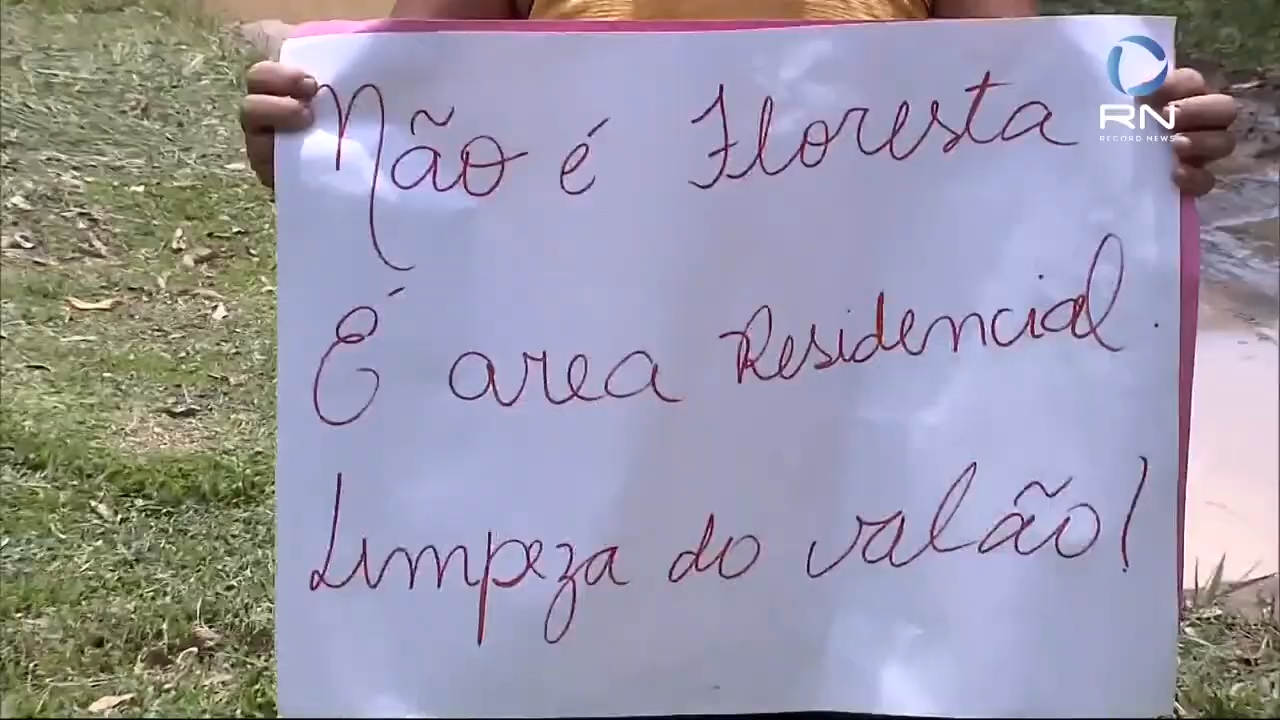 Não é Floresta
É area Residencial.
Limpeza do valão!
RN
RECORD NEWS